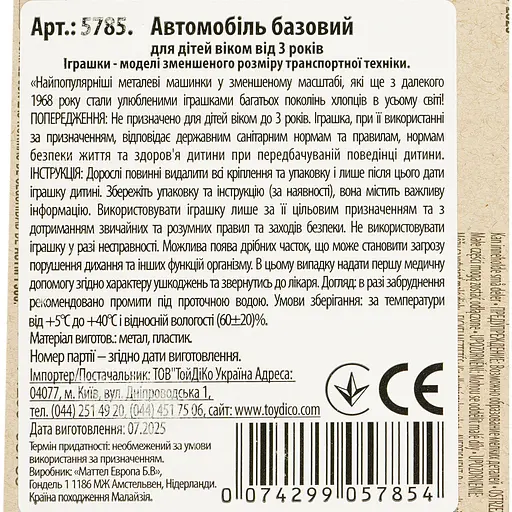 Арт.: 5785. Автомобіль базовий
для дітей віком від 3 років
Іграшки - моделі зменшеного розміру транспортної техніки.
«Найпопулярніші металеві машинки у зменшеному масштабі, які ще з далекого
1968 року стали улюбленими іграшками багатьох поколінь хлопців в усьому світі!
ПОПЕРЕДЖЕННЯ: Не призначено для дітей віком до 3 років. Іграшка, при її використанні
за призначенням, відповідає державним санітарним нормам та правилам, нормам
безпеки життя та здоров'я дитини при передбачуваній поведінці дитини.
ІНСТРУКЦІЯ: Дорослі повинні видалити всі кріплення та упаковку і лише після цього дати
іграшку дитині. Збережіть упаковку та інструкцію (за наявності), вона містить важливу
інформацію. Використовувати іграшку лише за її цільовим призначенням та з
дотриманням звичайних та розумних правил та заходів безпеки. Не використовувати
іграшку у разі несправності. Можлива поява дрібних часток, що може становити загрозу
порушення дихання та інших функцій організму. В цьому випадку надати першу медичну
допомогу згідно характеру ушкоджень та звернутись до лікаря. Догляд: в разі забруднення
рекомендовано промити під проточною водою. Умови зберігання: за температури
від +5°C до +40°C і відносній вологості (60±20)%.
Матеріал виготов.: метал, пластик.
Номер партії – згідно дати виготовлення.
Імпортер/Постачальник: ТОВ"ТойДіКо Україна Адреса:
04077, м. Київ, вул. Дніпроводська 1,
тел. (044) 251 49 20, (044) 451 75 06, сайт: www.toydico.com
Дата виготовлення: 07.2025
Термін придатності: необмежений за умови
використання за призначенням.
Виробник: «Маттел Европа Б.В»,
Гондель 1 1186 МЖ Амстельвен, Нідерланди.
Країна походження Малайзія.
CE
0 74299 05785 4